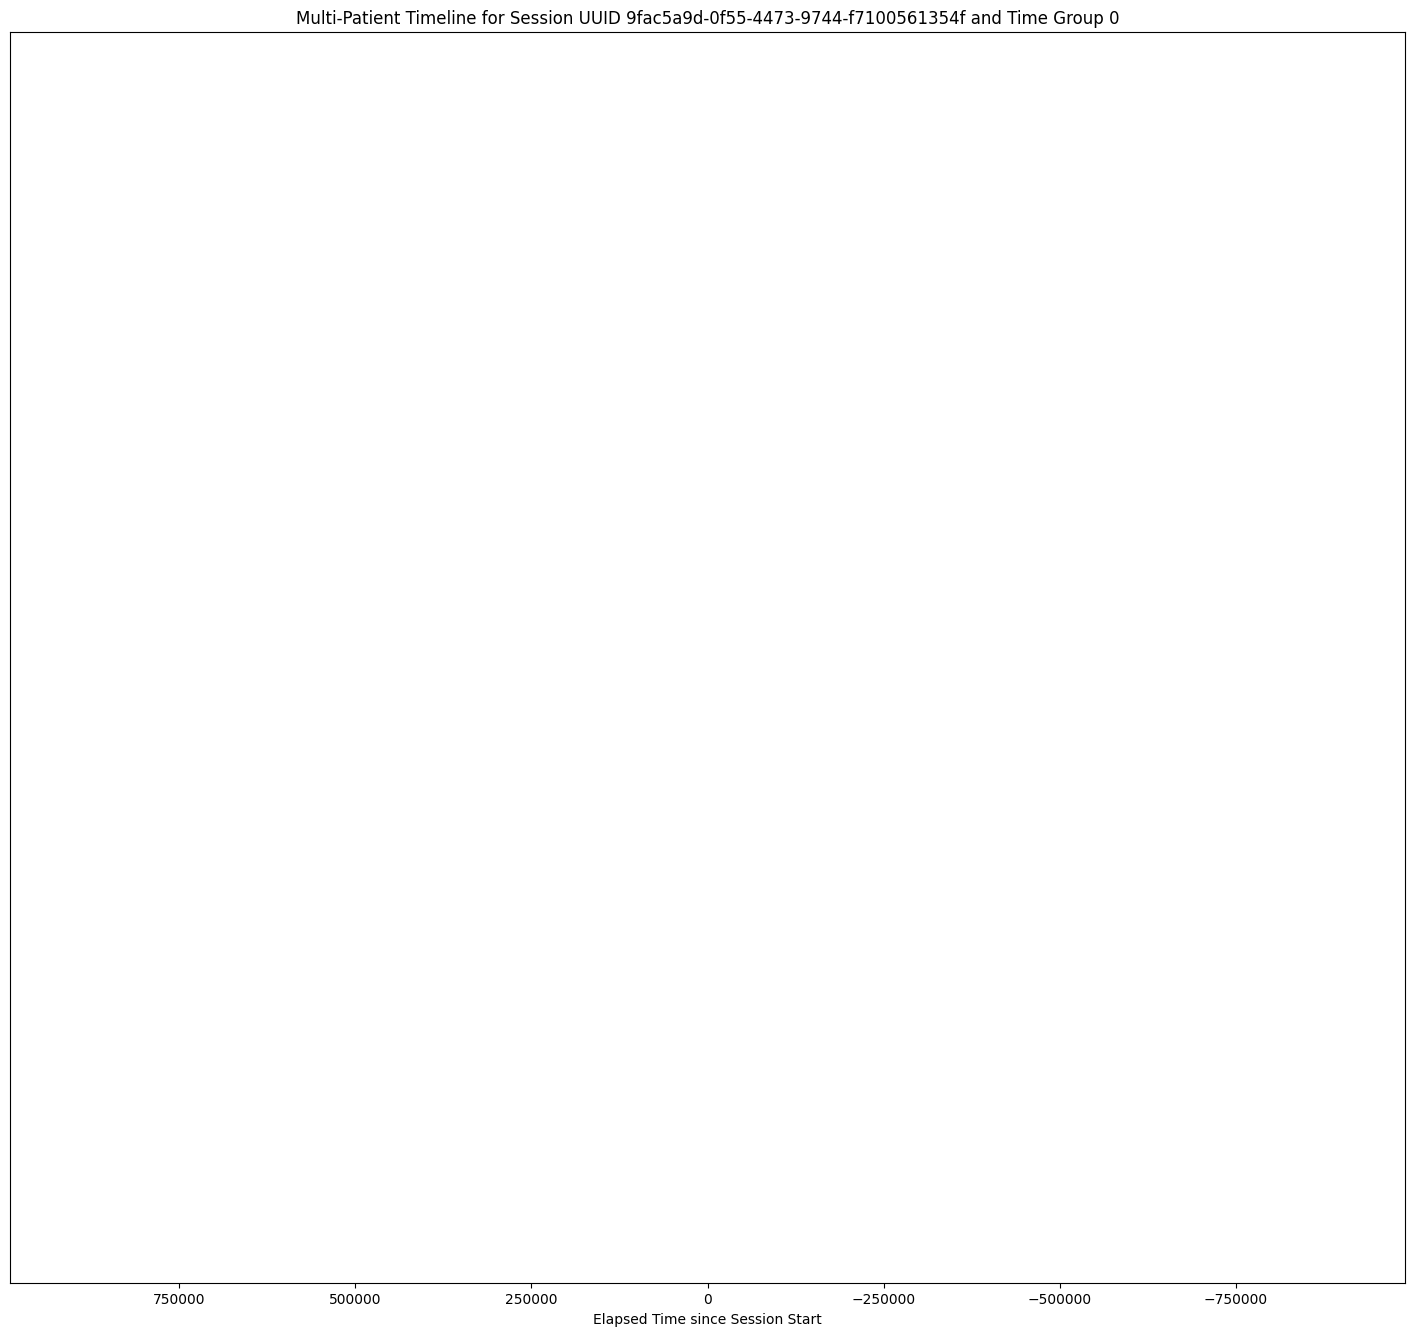 Multi-Patient Timeline for Session UUID 9fac5a9d-0f55-4473-9744-f7100561354f and Time Group 0
750000 500000 250000 0 −250000 −500000 −750000
Elapsed Time since Session Start